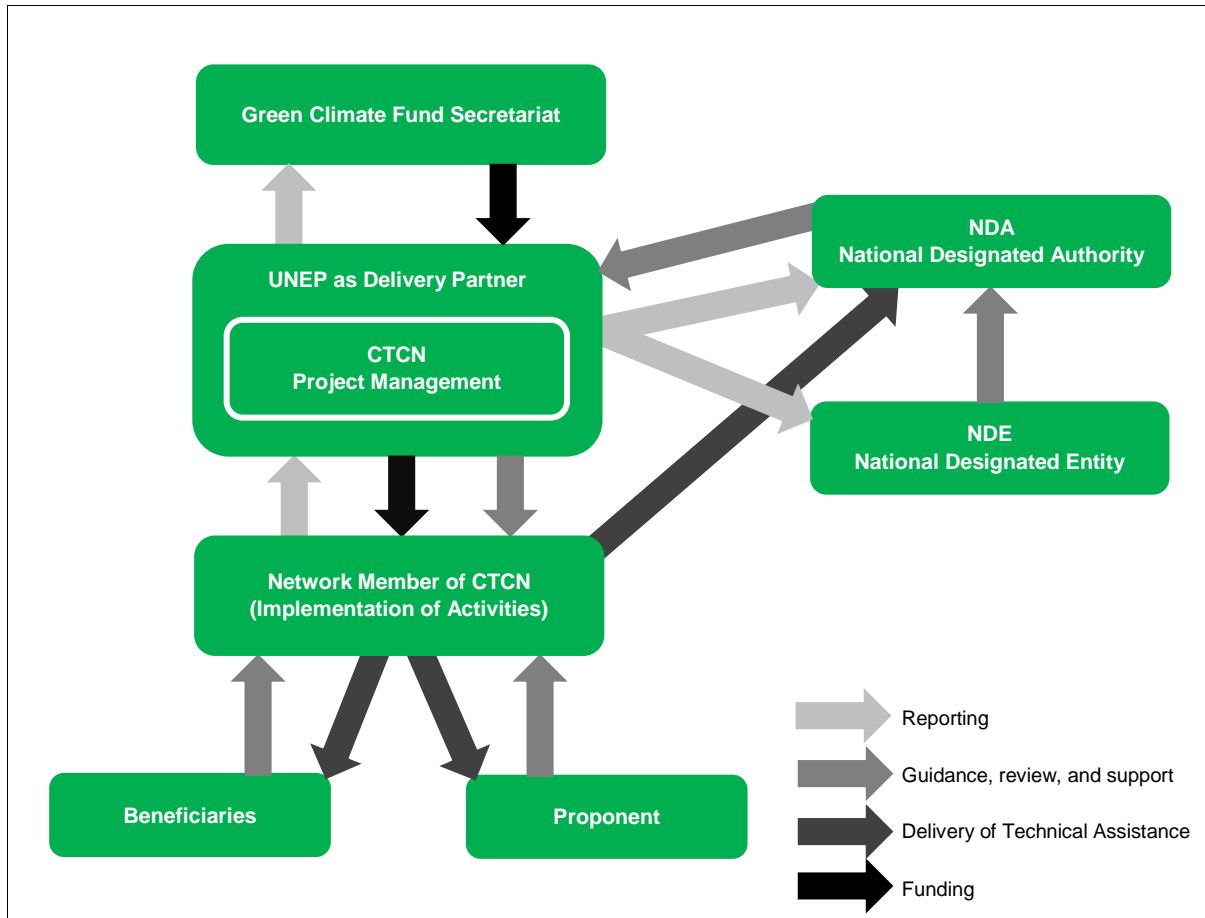 Green Climate Fund Secretariat
UNEP as Delivery Partner
CTCN
Project Management
NDA
National Designated Authority
NDE
National Designated Entity
Network Member of CTCN
(Implementation of Activities)
Beneficiaries
Proponent
Reporting
Guidance, review, and support
Delivery of Technical Assistance
Funding